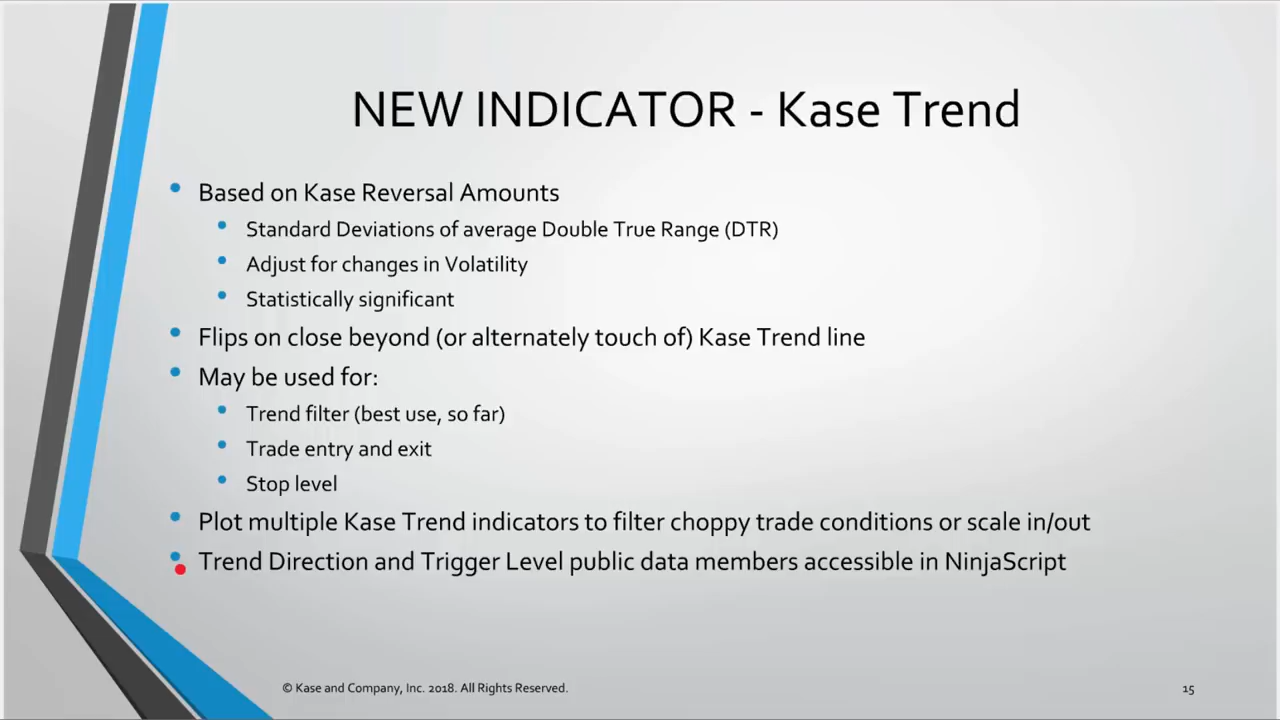 NEW INDICATOR - Kase Trend
• Based on Kase Reversal Amounts
• Standard Deviations of average Double True Range (DTR)
• Adjust for changes in Volatility
• Statistically significant
• Flips on close beyond (or alternately touch of) Kase Trend line
• May be used for:
• Trend filter (best use, so far)
• Trade entry and exit
• Stop level
• Plot multiple Kase Trend indicators to filter choppy trade conditions or scale in/out
• Trend Direction and Trigger Level public data members accessible in NinjaScript
© Kase and Company, Inc. 2018. All Rights Reserved.
15